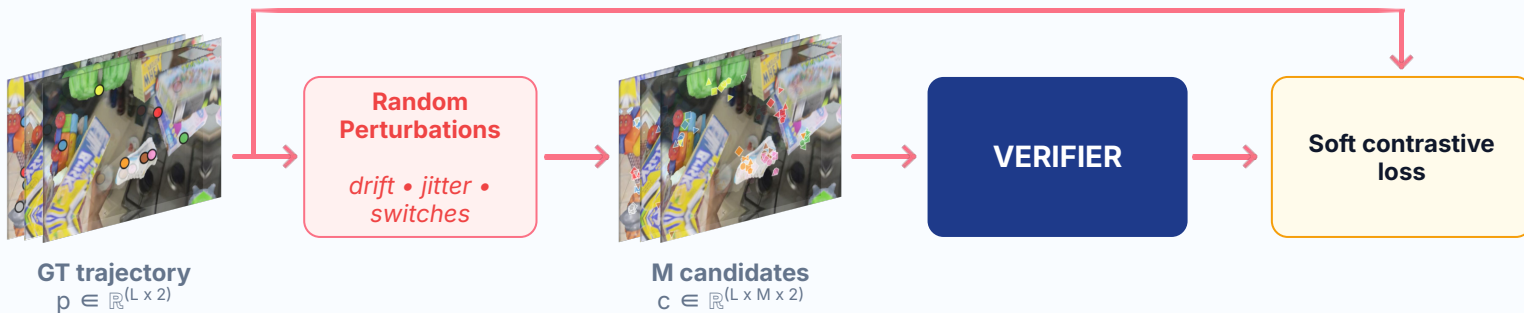 Random
Perturbations
drift • jitter •
switches
VERIFIER
Soft contrastive
loss
GT trajectory
p ∈ ℝ^(L x 2)
M candidates
c ∈ ℝ^(L x M x 2)